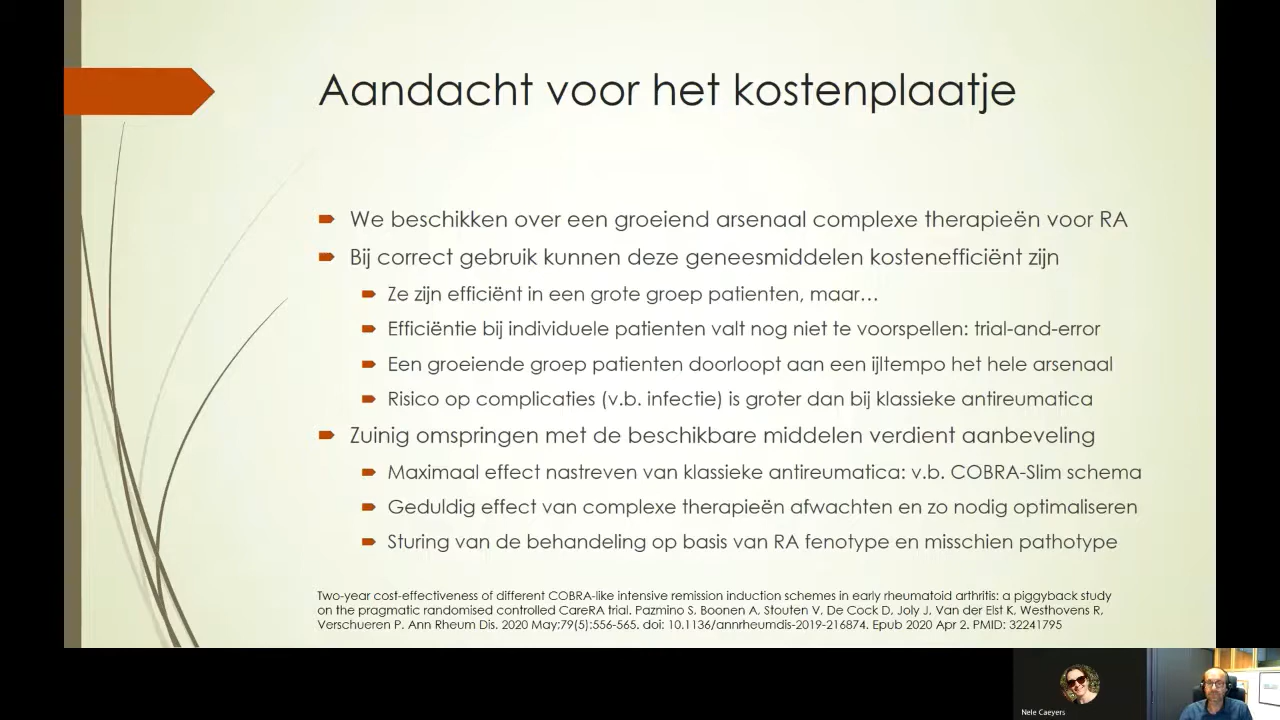 Aandacht voor het kostenplaatje
We beschikken over een groeiend arsenaal complexe therapieën voor RA
Bij correct gebruik kunnen deze geneesmiddelen kostenefficiënt zijn
Ze zijn efficiënt in een grote groep patienten, maar…
Efficiëntie bij individuele patienten valt nog niet te voorspellen: trial-and-error
Een groeiende groep patienten doorloopt aan een ijltempo het hele arsenaal
Risico op complicaties (v.b. infectie) is groter dan bij klassieke antireumatica
Zuinig omspringen met de beschikbare middelen verdient aanbeveling
Maximaal effect nastreven van klassieke antireumatica: v.b. COBRA-Slim schema
Geduldig effect van complexe therapieën afwachten en zo nodig optimaliseren
Sturing van de behandeling op basis van RA fenotype en misschien pathotype
Two-year cost-effectiveness of different COBRA-like intensive remission induction schemes in early rheumatoid arthritis: a piggyback study
on the pragmatic randomised controlled CareRA trial. Pazmino S, Boonen A, Stouten V, De Cock D, Joly J, Van der Elst K, Westhovens R,
Verschueren P. Ann Rheum Dis. 2020 May;79(5):556-565. doi: 10.1136/annrheumdis-2019-216874. Epub 2020 Apr 2. PMID: 32241795
Nele Caeyers